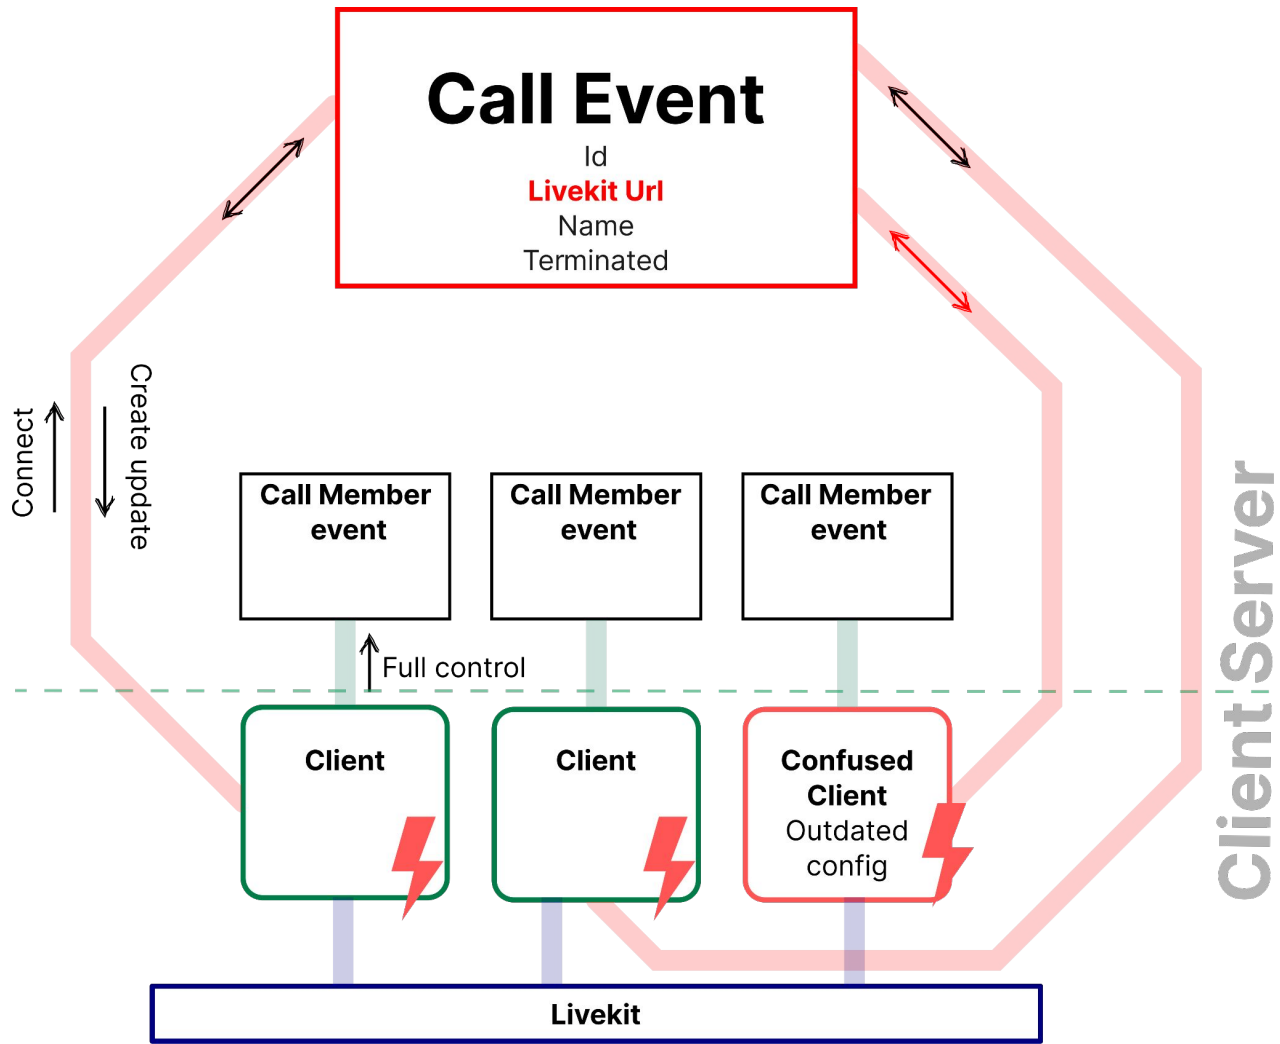 Call Event
Id
Livekit Url
Name
Terminated
Connect
Create update
Call Member
event
Call Member
event
Call Member
event
Full control
Client
Client
Confused
Client
Outdated
config
Livekit
Client Server